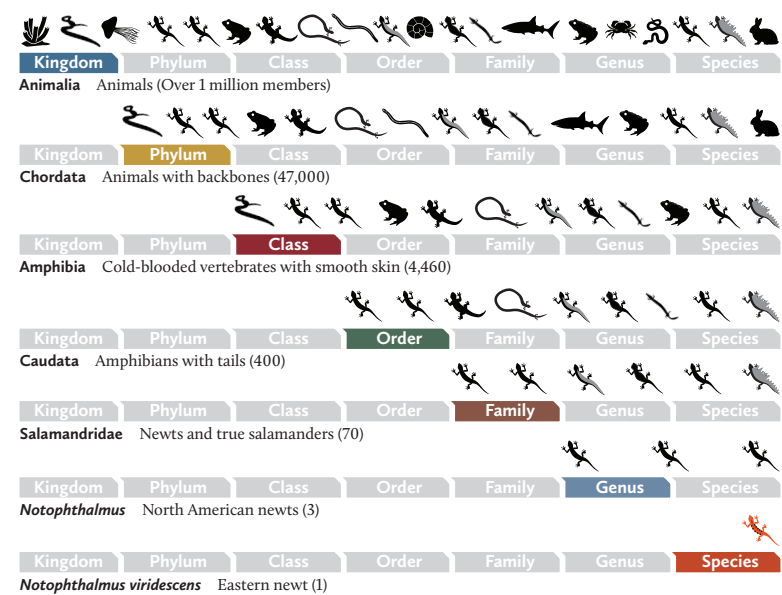 Kingdom Phylum Class Order Family Genus Species
Animalia Animals (Over 1 million members)
Kingdom Phylum Class Order Family Genus Species
Chordata Animals with backbones (47,000)
Kingdom Phylum Class Order Family Genus Species
Amphibia Cold-blooded vertebrates with smooth skin (4,460)
Kingdom Phylum Class Order Family Genus Species
Caudata Amphibians with tails (400)
Kingdom Phylum Class Order Family Genus Species
Salamandridae Newts and true salamanders (70)
Kingdom Phylum Class Order Family Genus Species
Notophthalmus North American newts (3)
Kingdom Phylum Class Order Family Genus Species
Notophthalmus viridescens Eastern newt (1)